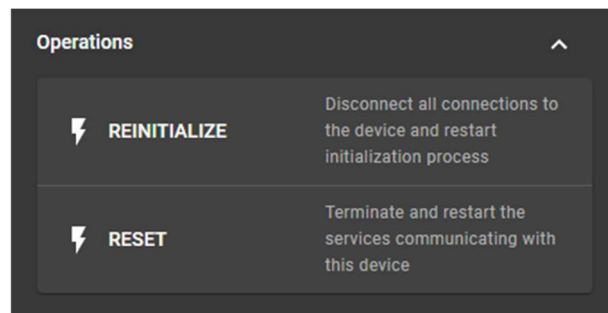 Operations
REINITIALIZE
Disconnect all connections to
the device and restart
initialization process
RESET
Terminate and restart the
services communicating with
this device